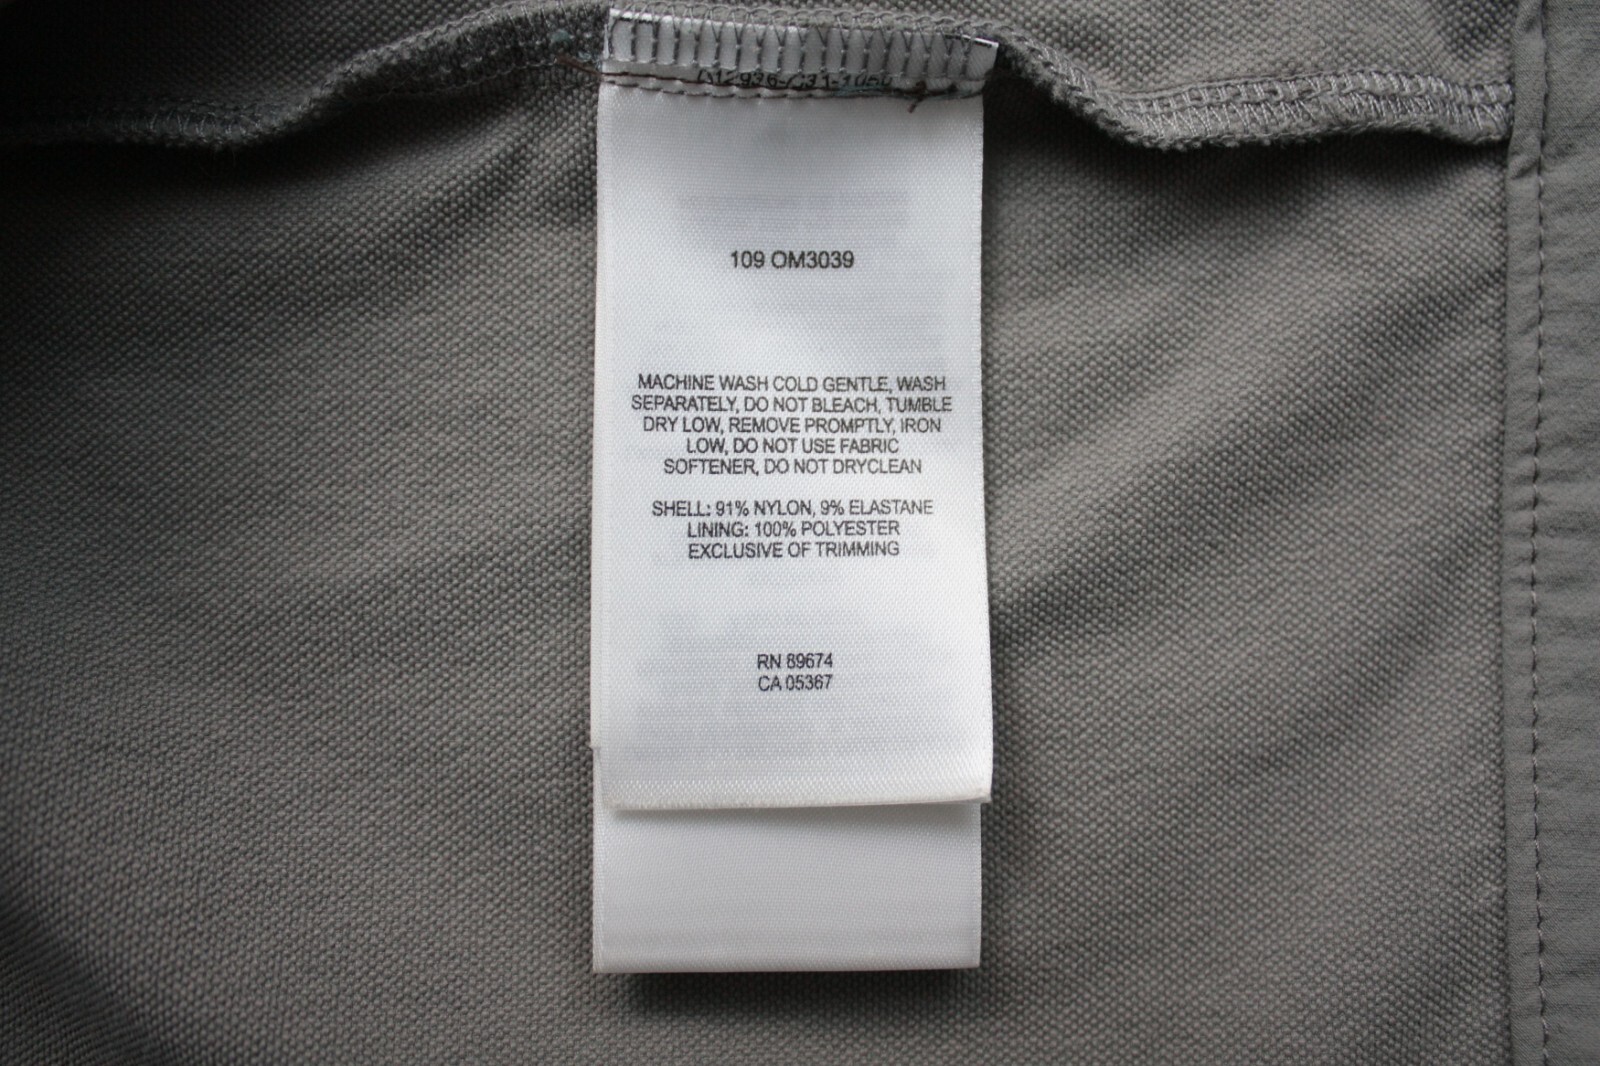 109 OM3039
MACHINE WASH COLD GENTLE, WASH
SEPARATELY, DO NOT BLEACH, TUMBLE
DRY LOW, REMOVE PROMPTLY, IRON
LOW, DO NOT USE FABRIC
SOFTENER, DO NOT DRYCLEAN
SHELL: 91% NYLON, 9% ELASTANE
LINING: 100% POLYESTER
EXCLUSIVE OF TRIMMING
RN 89674
CA 05367